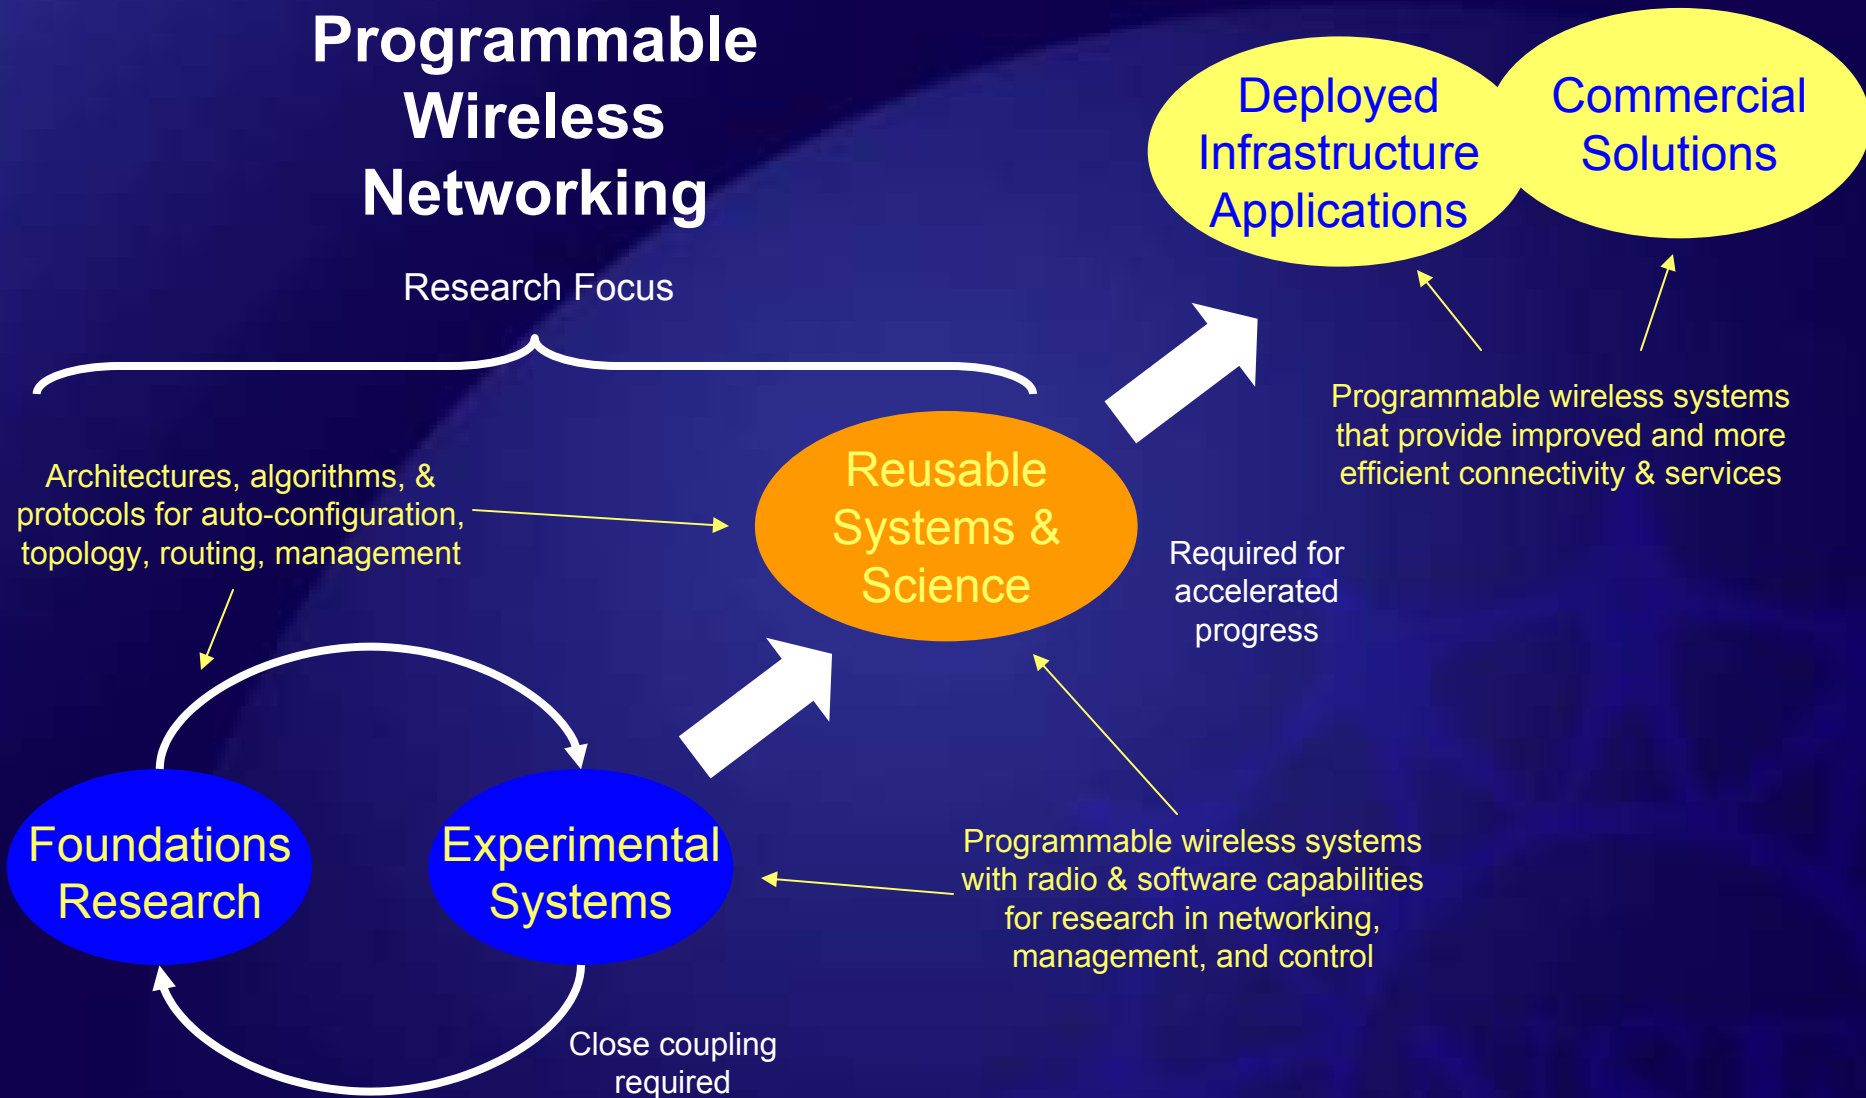 Programmable
Wireless
Networking
Research Focus
Deployed
Infrastructure
Applications
Commercial
Solutions
Programmable wireless systems
that provide improved and more
efficient connectivity & services
Architectures, algorithms, &
protocols for auto-configuration,
topology, routing, management
Reusable
Systems &
Science
Required for
accelerated
progress
Foundations
Research
Experimental
Systems
Programmable wireless systems
with radio & software capabilities
for research in networking,
management, and control
Close coupling
required